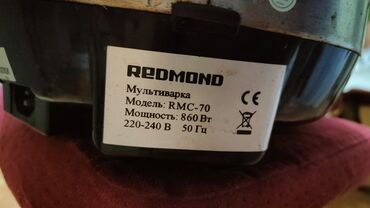 REDMOND
Мультиварка
Модель: RMC-70
Мощность: 860 Вт
220-240 В 50 Гц
CE